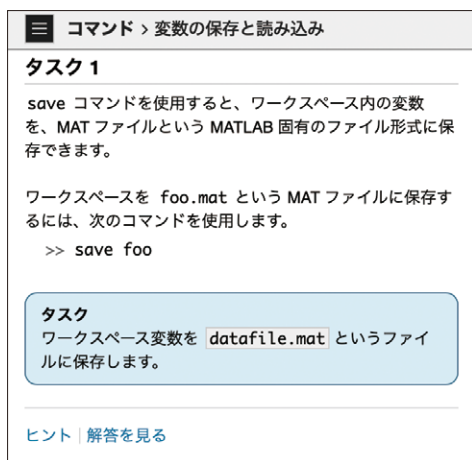 コマンド > 変数の保存と読み込み
タスク 1
save コマンドを使用すると、ワークスペース内の変数
を、MAT ファイルという MATLAB 固有のファイル形式に保
存できます。
ワークスペースを foo.mat という MAT ファイルに保存す
るには、次のコマンドを使用します。
>> save foo
タスク
ワークスペース変数を datafile.mat というファイ
ルに保存します。
ヒント | 解答を見る